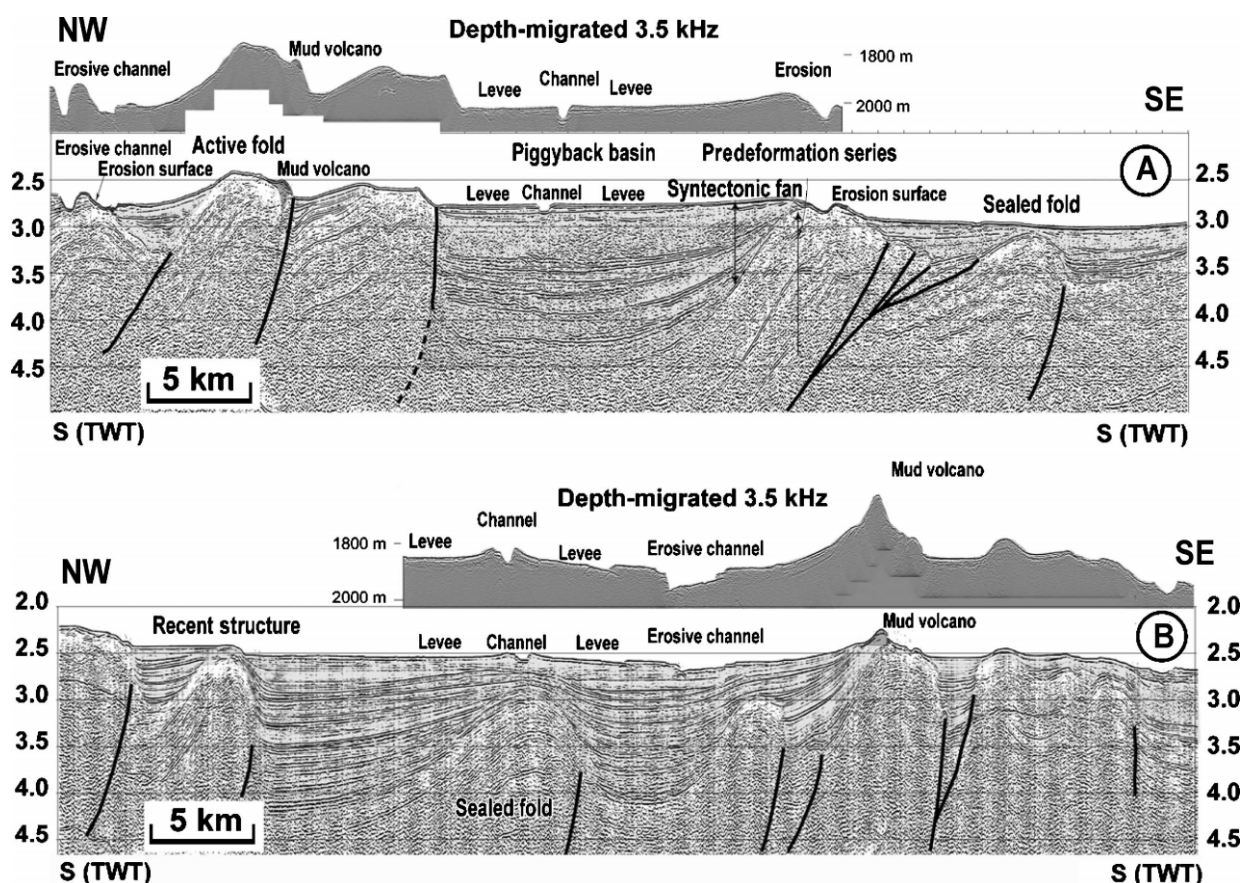 NW
Depth-migrated 3.5 kHz
Mud volcano
1800 m
Erosive channel
Channel
Erosion
Levee
Levee
2000 m
SE
Erosive channel
Active fold
Piggyback basin
Predeformation series
A
Erosion surface
Mud volcano
2.5
Levee
Channel
Levee
Syntectonic fan
Erosion surface
Sealed fold
2.5
3.0
3.0
3.5
3.5
4.0
4.0
4.5
4.5
5 km
S (TWT)
S (TWT)
Mud volcano
Depth-migrated 3.5 kHz
Channel
1800 m
Levee
Levee
Erosive channel
NW
SE
2000 m
2.0
2.0
Recent structure
Levee
Channel
Levee
Erosive channel
Mud volcano
B
2.5
2.5
3.0
3.0
3.5
3.5
4.0
4.0
Sealed fold
5 km
4.5
4.5
S (TWT)
S (TWT)